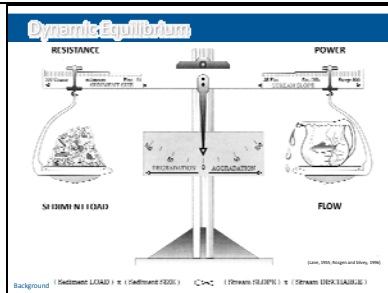 Dynamic Equilibrium
RESISTANCE POWER
SEDIMENT SIZE STREAM SLOPE
DEGRADATION 0 AGGRADATION
SEDIMENT LOAD FLOW
(Lane, 1955, Rosgen and Silvey, 1996)
Background (Sediment LOAD) x (Sediment SIZE) (Stream SLOPE) x (Stream DISCHARGE)